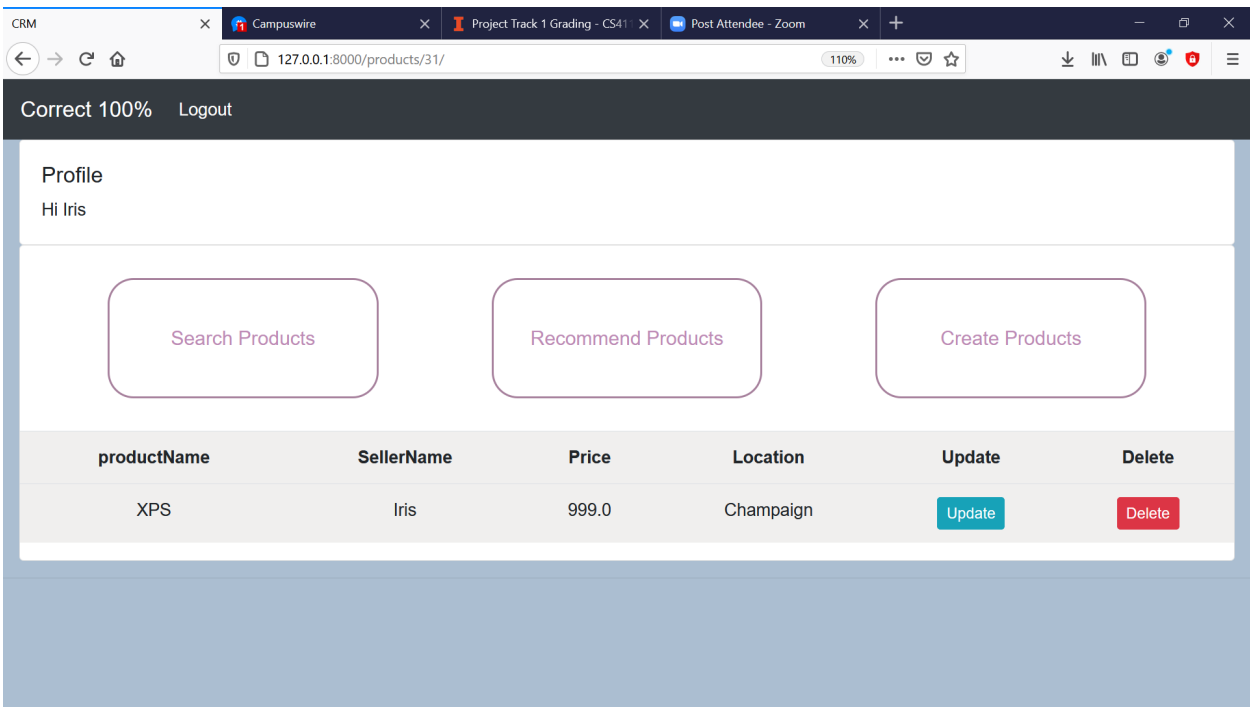 CRM Campuswire Project Track 1 Grading - CS411 Post Attendee - Zoom
127.0.0.1:8000/products/31/ 110%
Correct 100% Logout
Profile
Hi Iris
Search Products Recommend Products Create Products
productName SellerName Price Location Update Delete
XPS Iris 999.0 Champaign Update Delete